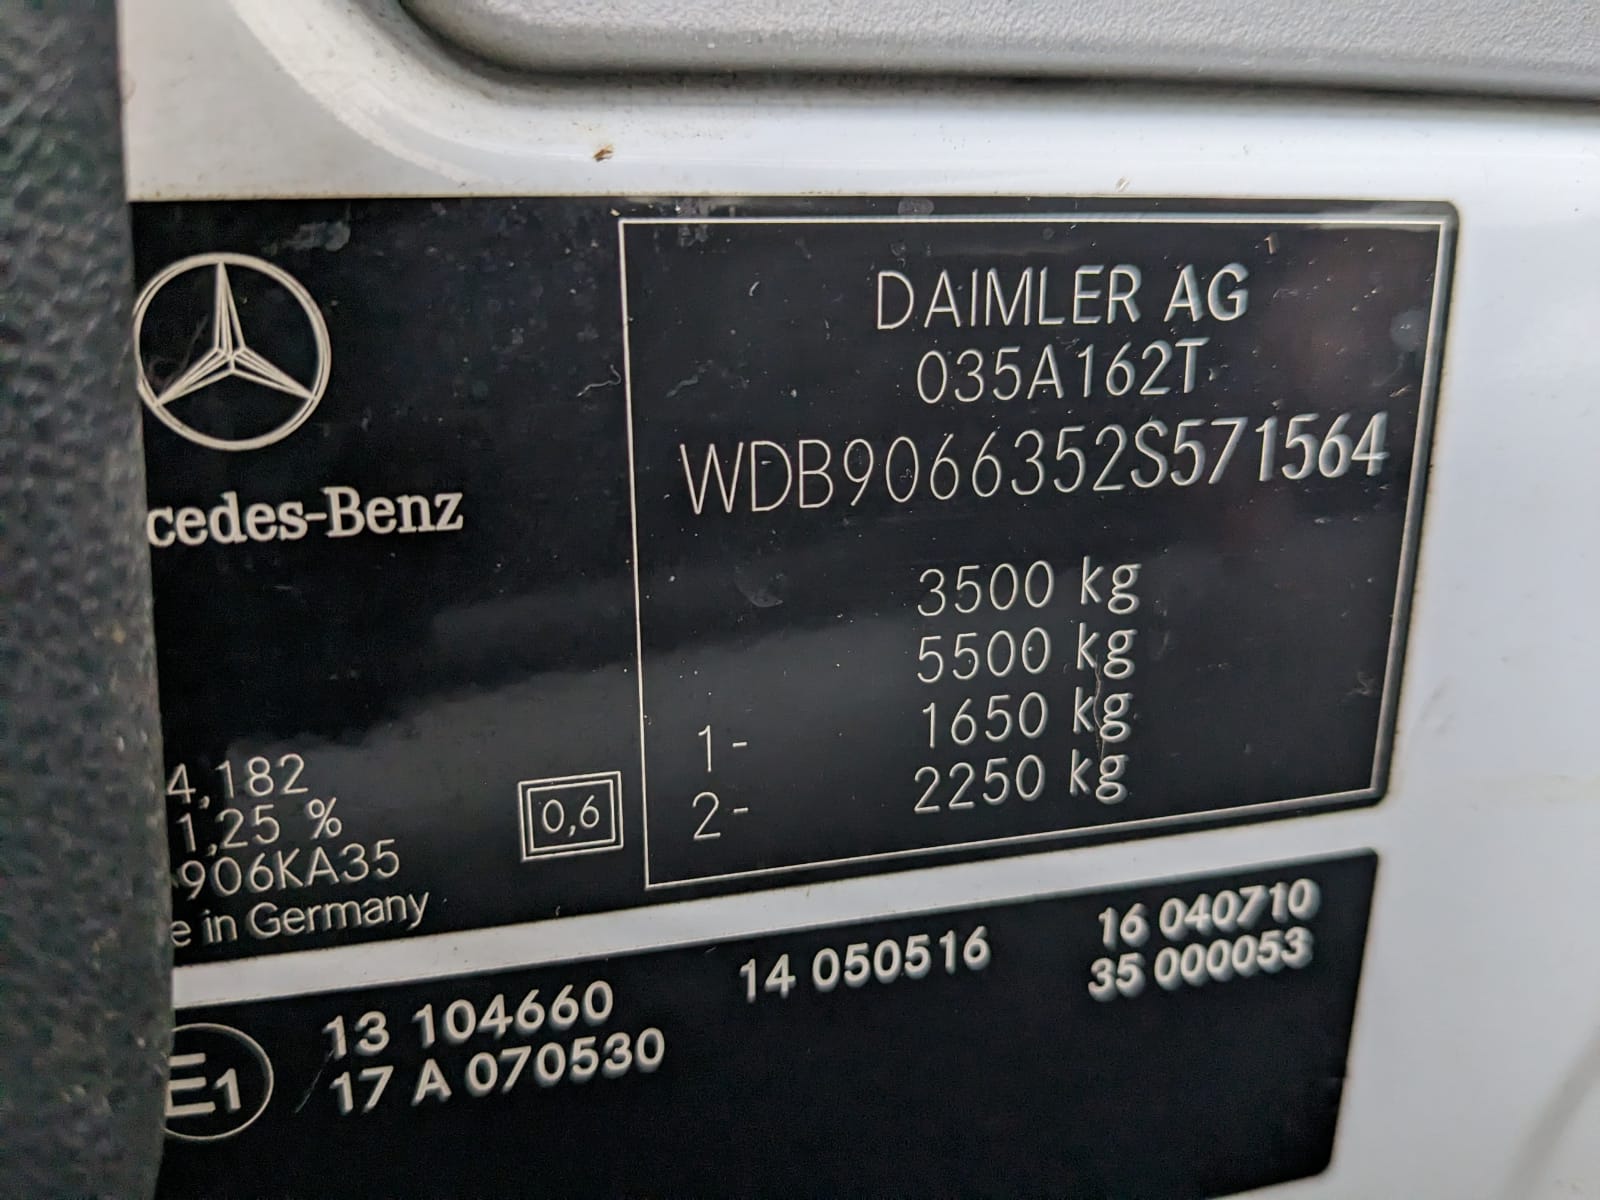 DAIMLER AG
035A162T
WDB9066352S571564
3500 kg
5500 kg
1- 1650 kg
2- 2250 kg
cedes-Benz
4,182
1,25 %
906KA35
e in Germany
0,6
E1
13 104660
14 050516
16 040710
17 A 070530
35 000053